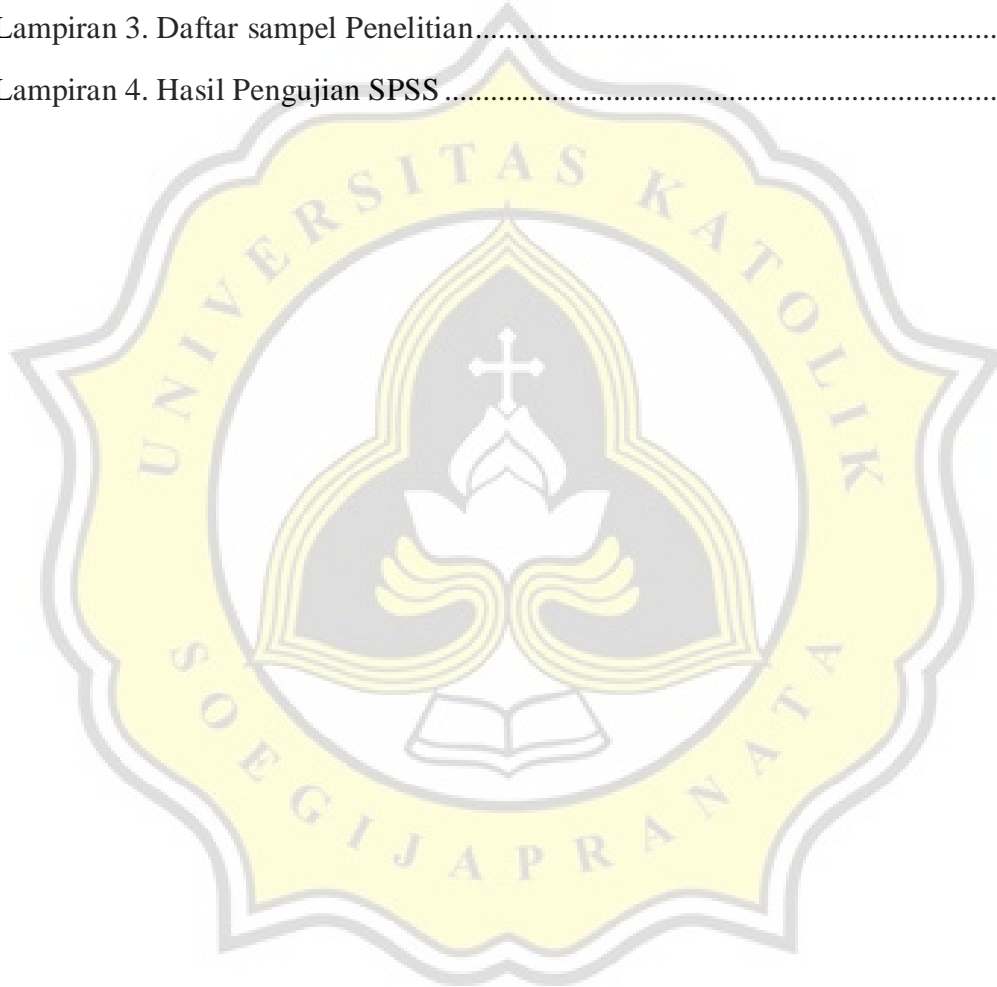 Lampiran 3. Daftar sampel Penelitian..........................................................................
Lampiran 4. Hasil Pengujian SPSS..............................................................................
UNIVERSITAS KATOLIK
SOEGIJAPRANATA